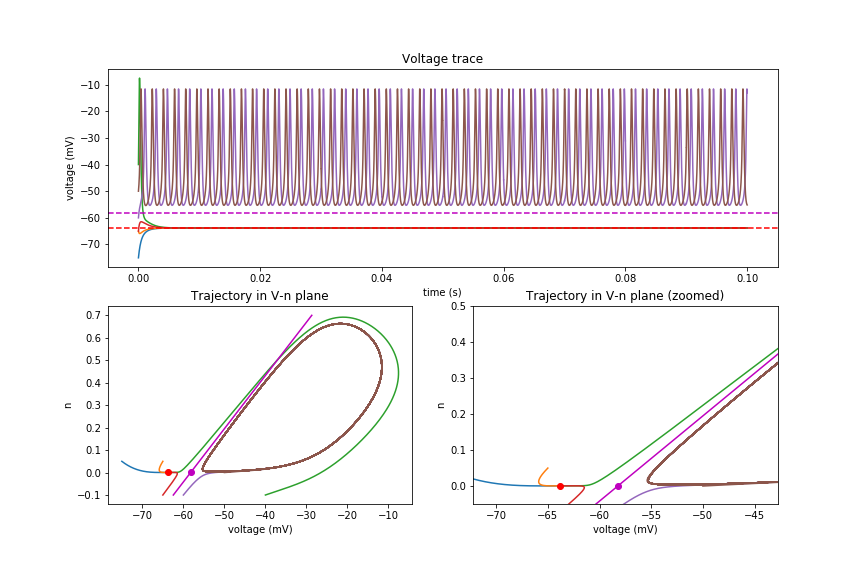 Voltage trace
−10
−20
−30
−40
−50
−60
−70
voltage (mV)
0.00 0.02 0.04 0.06 0.08 0.10
time (s)
Trajectory in V-n plane
0.7
0.6
0.5
0.4
0.3
0.2
0.1
0.0
−0.1
n
−70 −60 −50 −40 −30 −20 −10
voltage (mV)
Trajectory in V-n plane (zoomed)
0.5
0.4
0.3
0.2
0.1
0.0
n
−70 −65 −60 −55 −50 −45
voltage (mV)